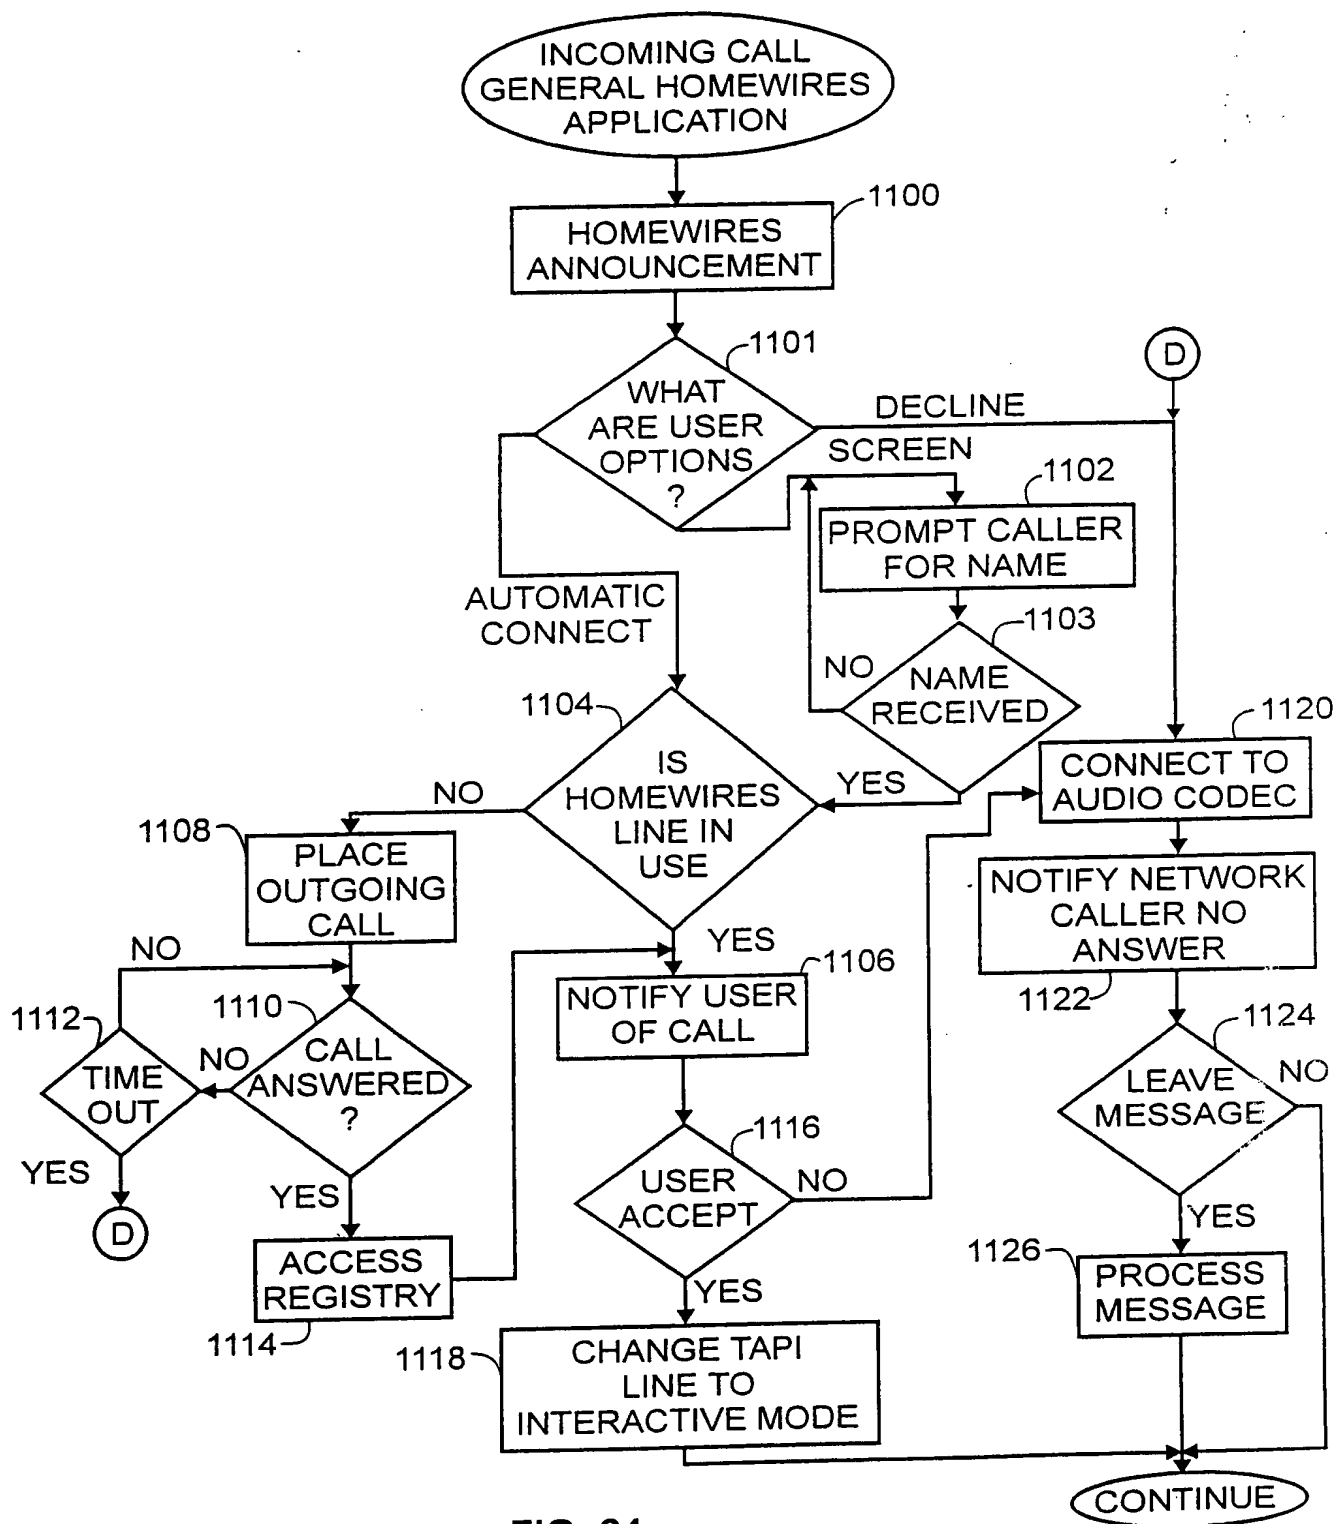 INCOMING CALL
GENERAL HOMEWIRES
APPLICATION
1100
HOMEWIRES
ANNOUNCEMENT
1101
WHAT
ARE USER
OPTIONS
?
D
DECLINE
SCREEN
1102
PROMPT CALLER
FOR NAME
AUTOMATIC
CONNECT
1103
NO
NAME
RECEIVED
1104
IS
HOMEWIRES
LINE IN
USE
YES
NO
1120
CONNECT TO
AUDIO CODEC
1108
PLACE
OUTGOING
CALL
NOTIFY NETWORK
CALLER NO
ANSWER
1122
NO
YES
1106
NOTIFY USER
OF CALL
1112
TIME
OUT
NO
1110
CALL
ANSWERED
?
1124
LEAVE
MESSAGE
NO
YES
D
YES
1116
USER
ACCEPT
NO
YES
ACCESS
REGISTRY
1114
YES
1126
PROCESS
MESSAGE
1118
CHANGE TAPI
LINE TO
INTERACTIVE MODE
CONTINUE